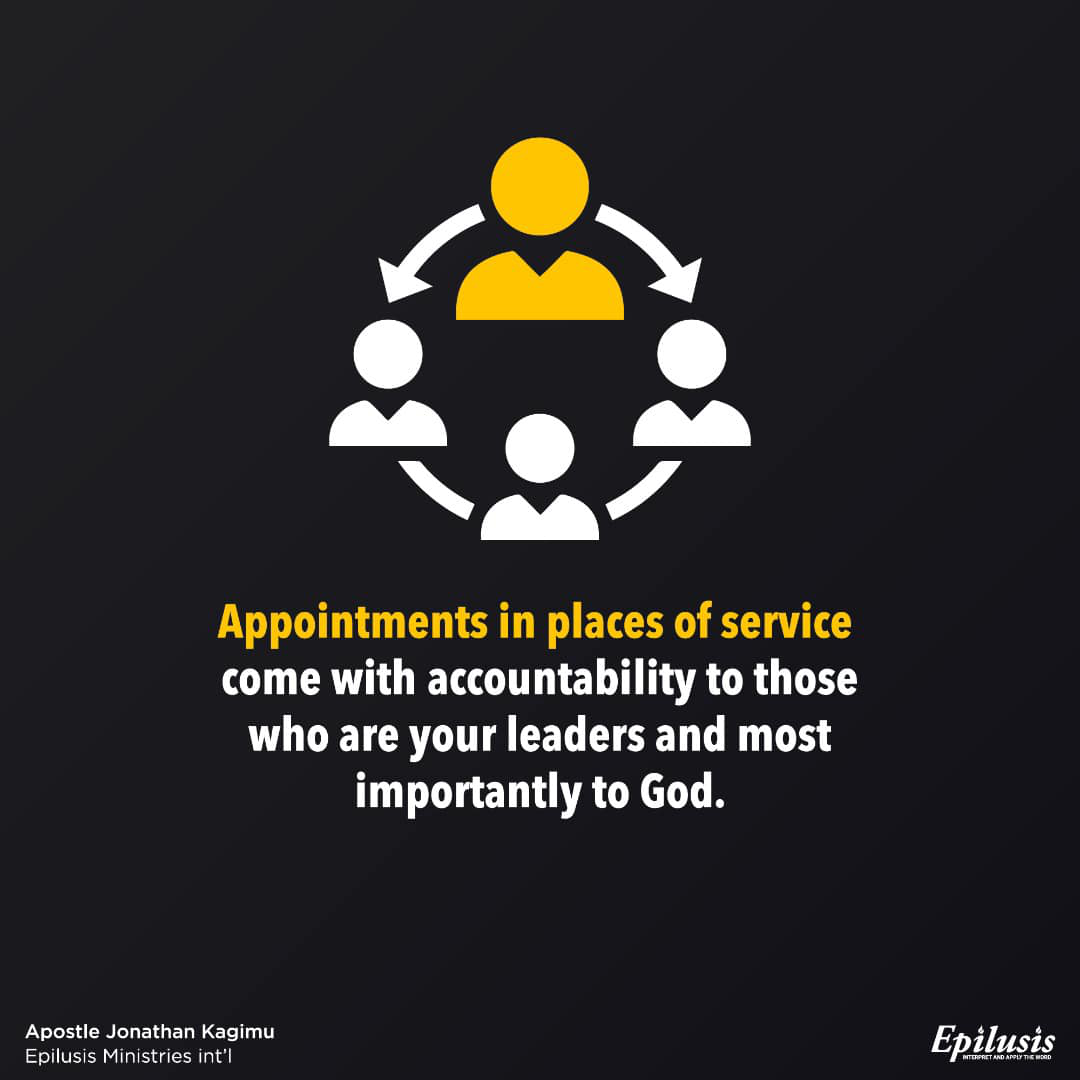 Appointments in places of service
come with accountability to those
who are your leaders and most
importantly to God.
Apostle Jonathan Kagimu
Epilusis Ministries int'l
Epilusis
INTERPRET AND APPLY THE WORD